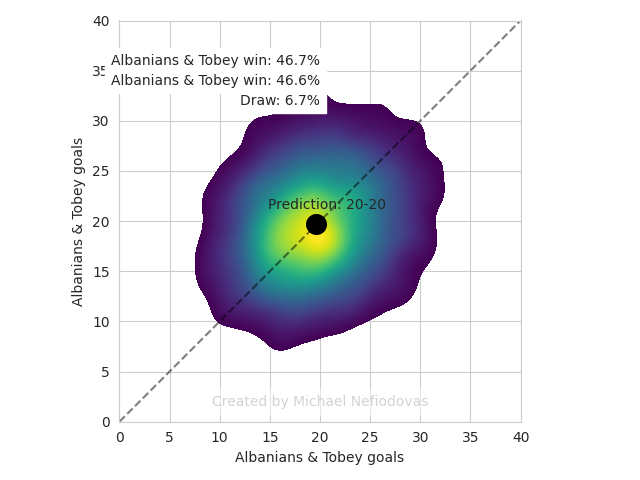 40
Albanians & Tobey win: 46.7%
35
Albanians & Tobey win: 46.6%
Draw: 6.7%
30
25
Prediction: 20-20
20
15
10
5
Created by Michael Nefiodovas
0
Albanians & Tobey goals
0 5 10 15 20 25 30 35 40
Albanians & Tobey goals